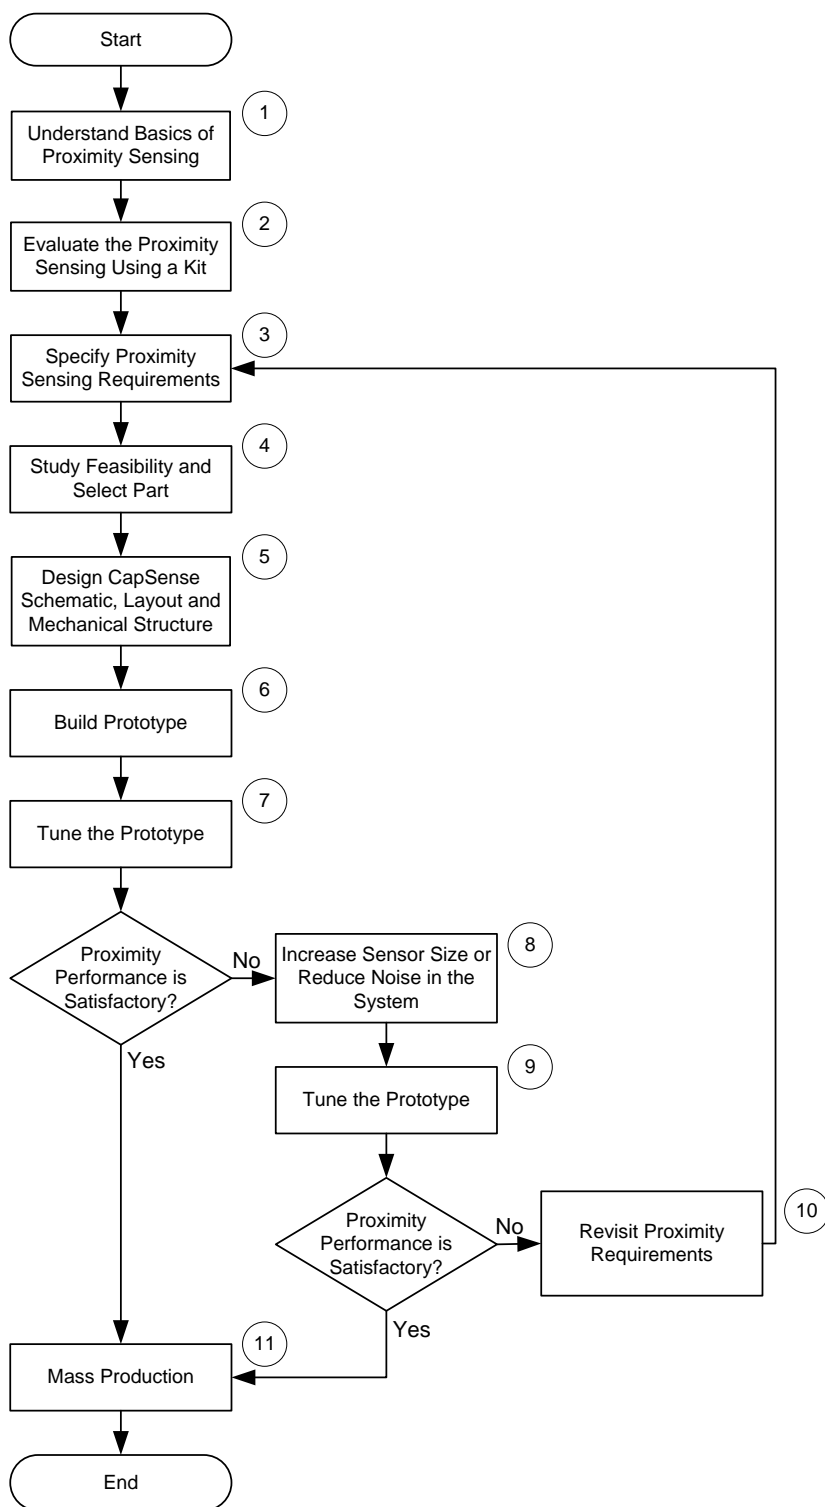 Start
1
Understand Basics of
Proximity Sensing
2
Evaluate the Proximity
Sensing Using a Kit
3
Specify Proximity
Sensing Requirements
4
Study Feasibility and
Select Part
5
Design CapSense
Schematic, Layout and
Mechanical Structure
6
Build Prototype
7
Tune the Prototype
Proximity
Performance is
Satisfactory?
No
Yes
8
Increase Sensor Size or
Reduce Noise in the
System
9
Tune the Prototype
Proximity
Performance is
Satisfactory?
No
Yes
10
Revisit Proximity
Requirements
11
Mass Production
End